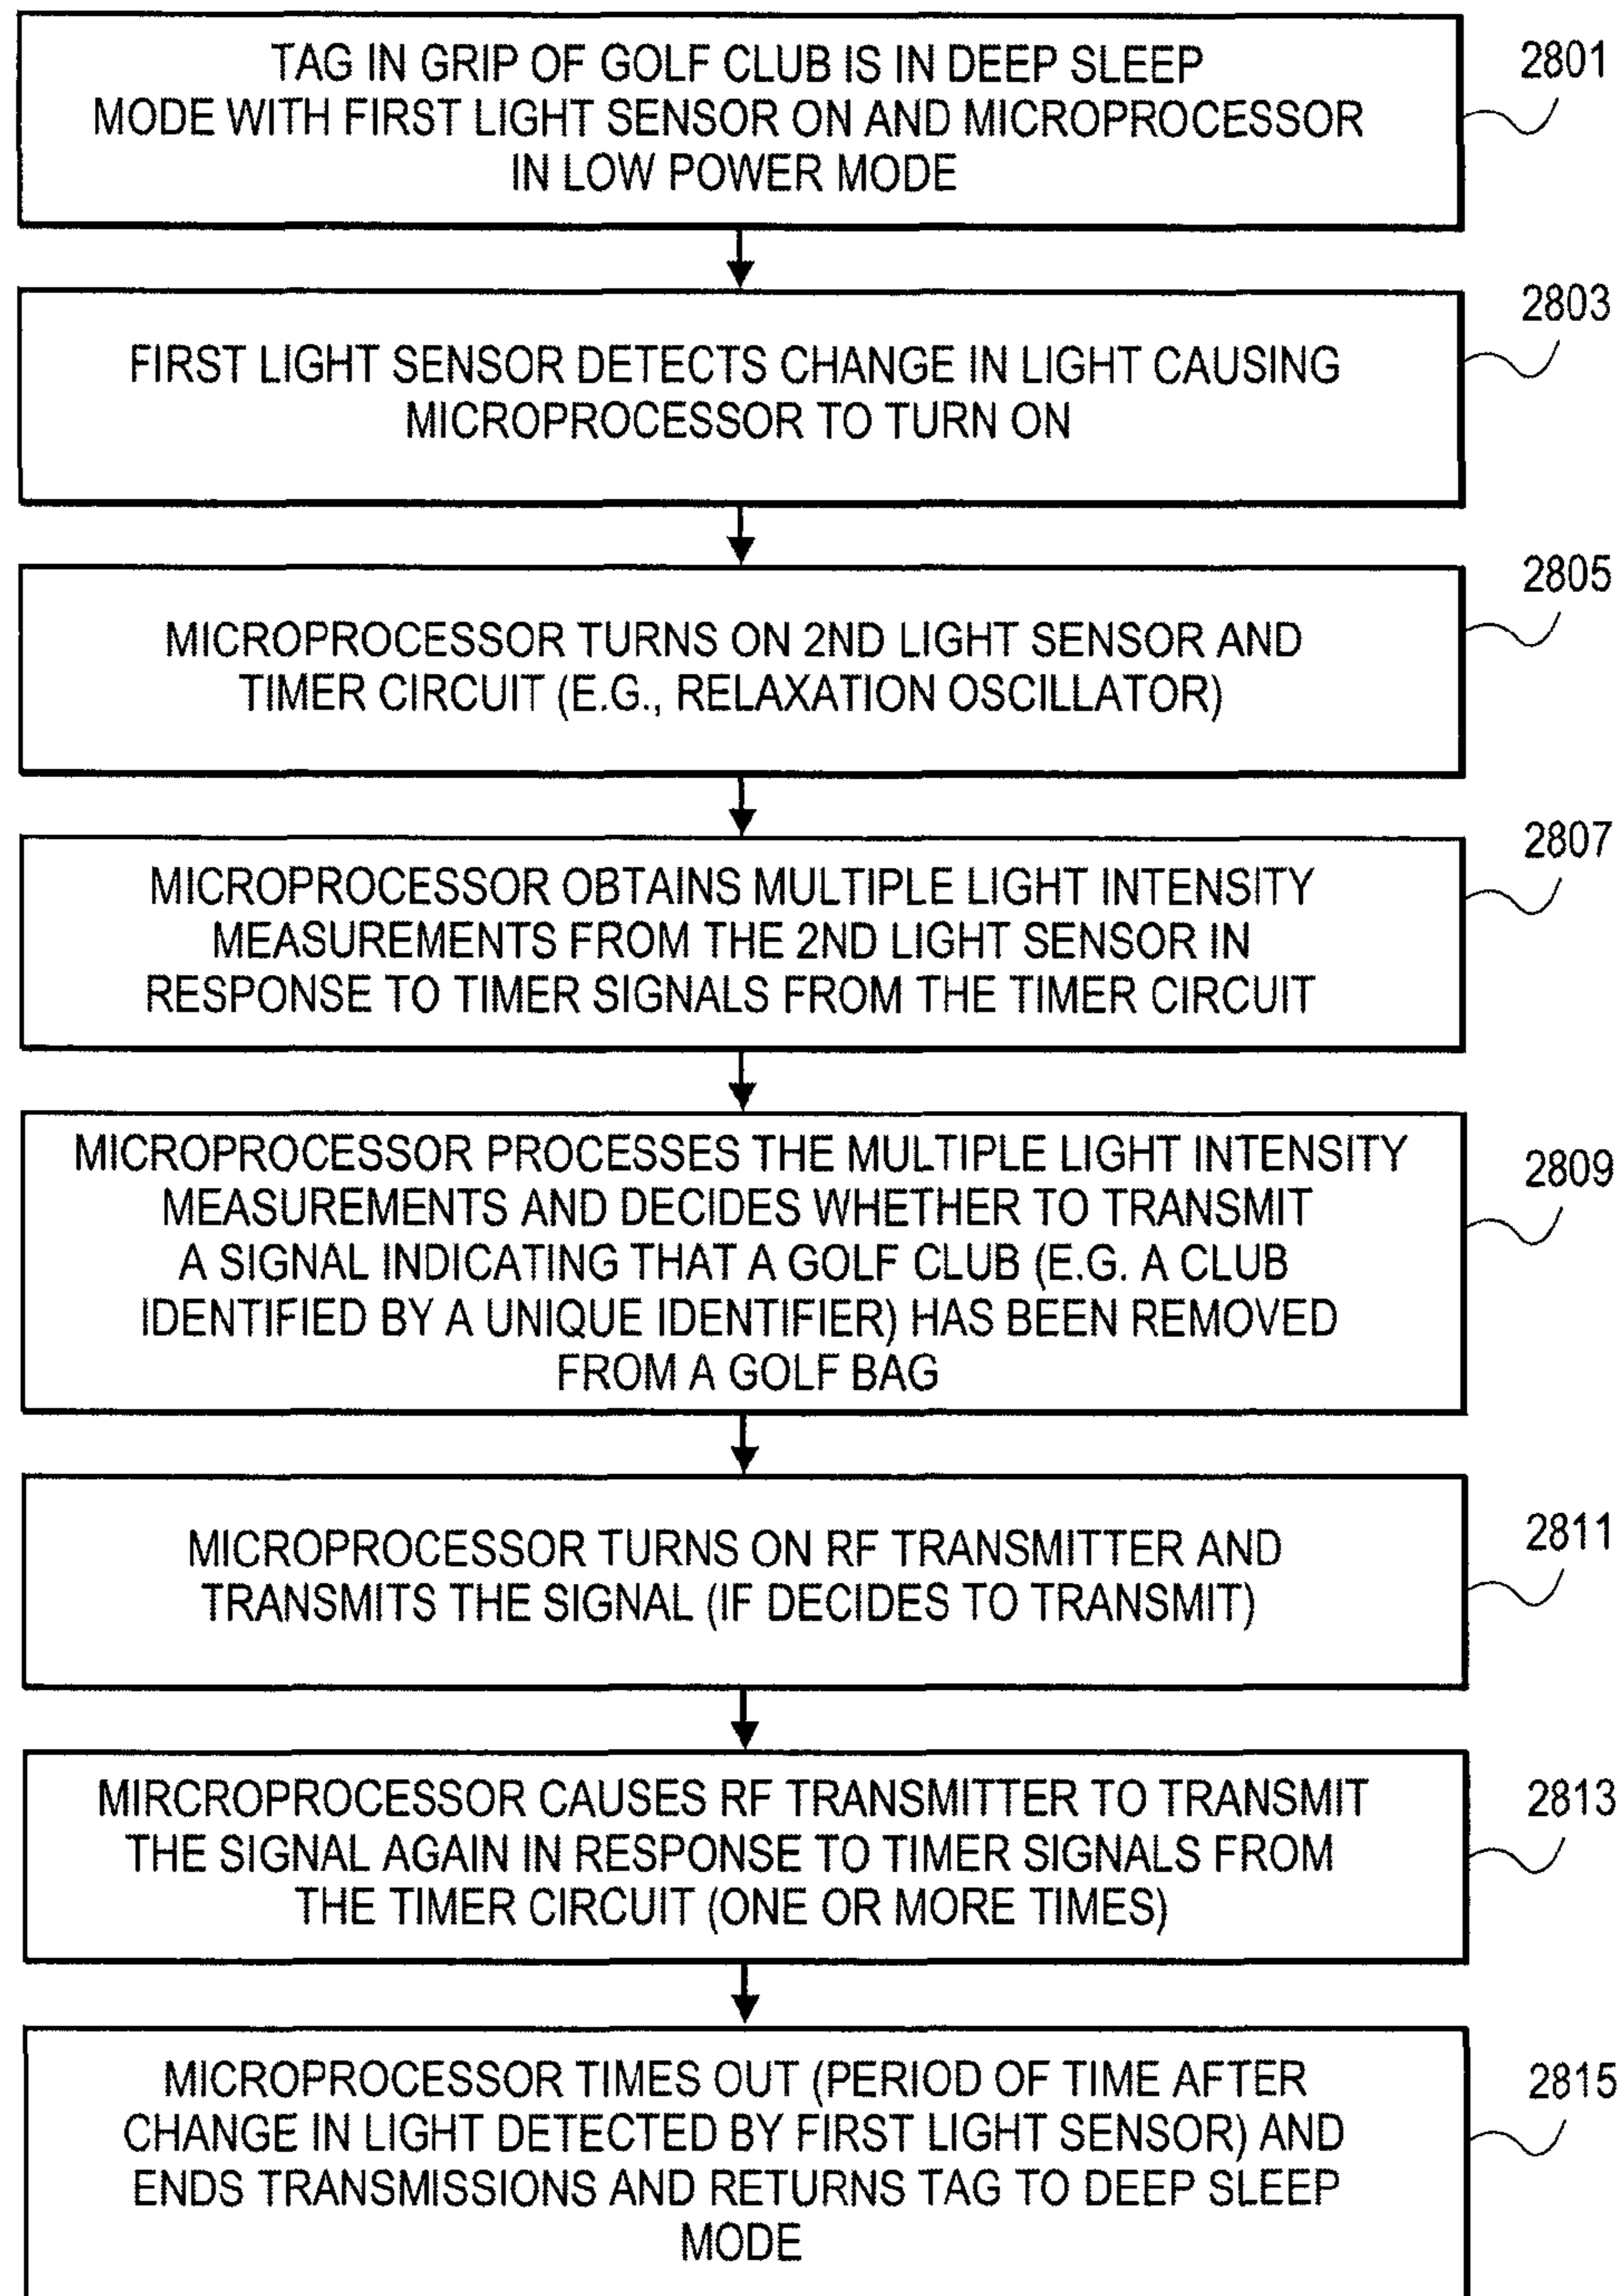 TAG IN GRIP OF GOLF CLUB IS IN DEEP SLEEP
MODE WITH FIRST LIGHT SENSOR ON AND MICROPROCESSOR
IN LOW POWER MODE
2801
FIRST LIGHT SENSOR DETECTS CHANGE IN LIGHT CAUSING
MICROPROCESSOR TO TURN ON
2803
MICROPROCESSOR TURNS ON 2ND LIGHT SENSOR AND
TIMER CIRCUIT (E.G., RELAXATION OSCILLATOR)
2805
MICROPROCESSOR OBTAINS MULTIPLE LIGHT INTENSITY
MEASUREMENTS FROM THE 2ND LIGHT SENSOR IN
RESPONSE TO TIMER SIGNALS FROM THE TIMER CIRCUIT
2807
MICROPROCESSOR PROCESSES THE MULTIPLE LIGHT INTENSITY
MEASUREMENTS AND DECIDES WHETHER TO TRANSMIT
A SIGNAL INDICATING THAT A GOLF CLUB (E.G. A CLUB
IDENTIFIED BY A UNIQUE IDENTIFIER) HAS BEEN REMOVED
FROM A GOLF BAG
2809
MICROPROCESSOR TURNS ON RF TRANSMITTER AND
TRANSMITS THE SIGNAL (IF DECIDES TO TRANSMIT)
2811
MIRCROPROCESSOR CAUSES RF TRANSMITTER TO TRANSMIT
THE SIGNAL AGAIN IN RESPONSE TO TIMER SIGNALS FROM
THE TIMER CIRCUIT (ONE OR MORE TIMES)
2813
MICROPROCESSOR TIMES OUT (PERIOD OF TIME AFTER
CHANGE IN LIGHT DETECTED BY FIRST LIGHT SENSOR) AND
ENDS TRANSMISSIONS AND RETURNS TAG TO DEEP SLEEP
MODE
2815